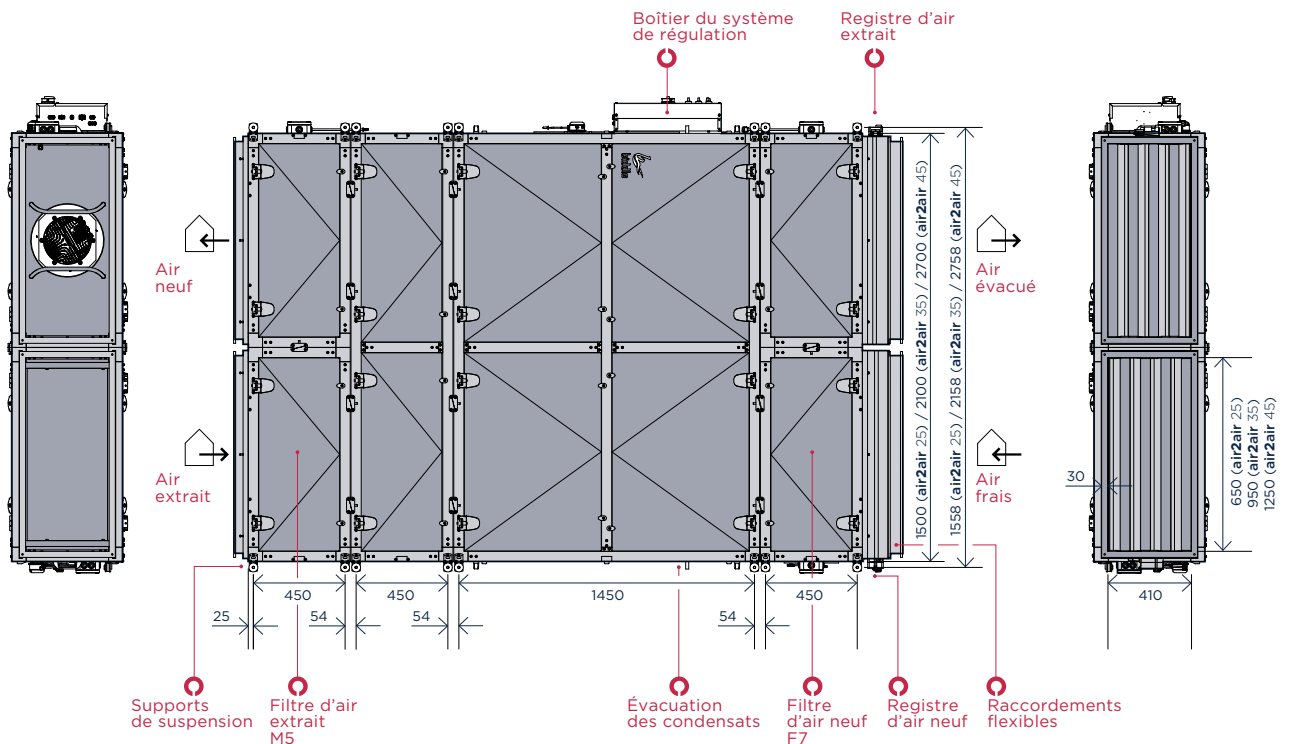 Boîtier du système
de régulation
Registre d'air
extrait
Air
neuf
Air
évacué
Air
extrait
Air
frais
1500 (air2air 25) / 2100 (air2air 35) / 2700 (air2air 45)
1558 (air2air 25) / 2158 (air2air 35) / 2758 (air2air 45)
30
650 (air2air 25)
950 (air2air 35)
1250 (air2air 45)
450
450
1450
450
410
25
54
54
54
Supports
de suspension
Filtre d'air
extrait
M5
Évacuation
des condensats
Filtre
d'air neuf
F7
Registre
d'air neuf
Raccordements
flexibles